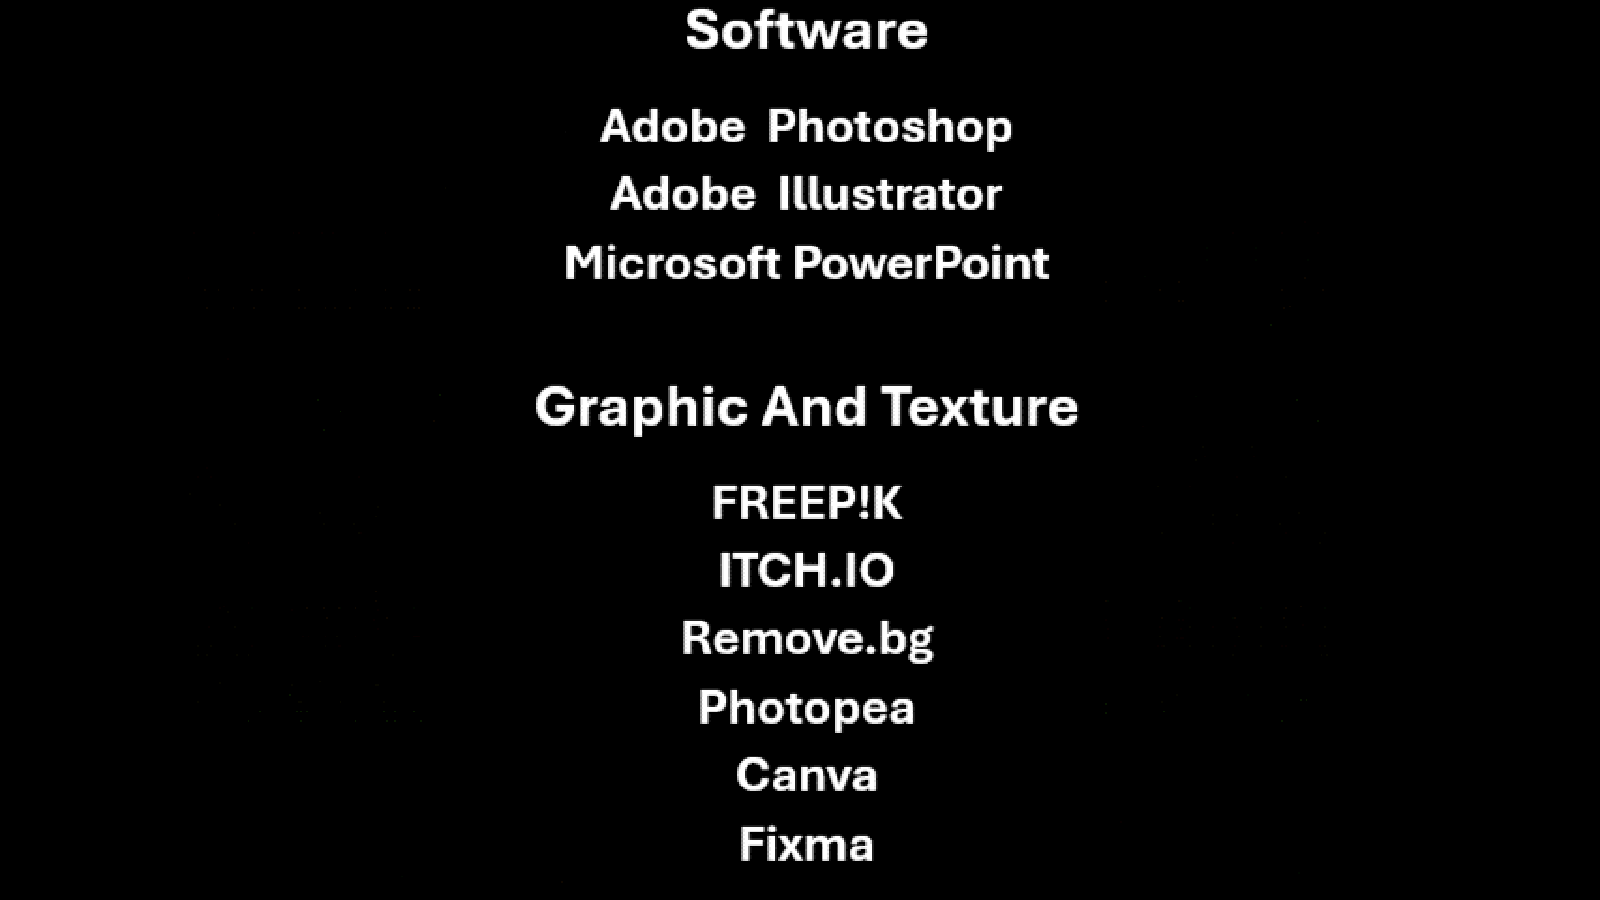 Software
Adobe  Photoshop
Adobe  Illustrator
Microsoft PowerPoint
Graphic And Texture
FREEP!K
ITCH.IO
Remove.bg
Photopea
Canva
Fixma